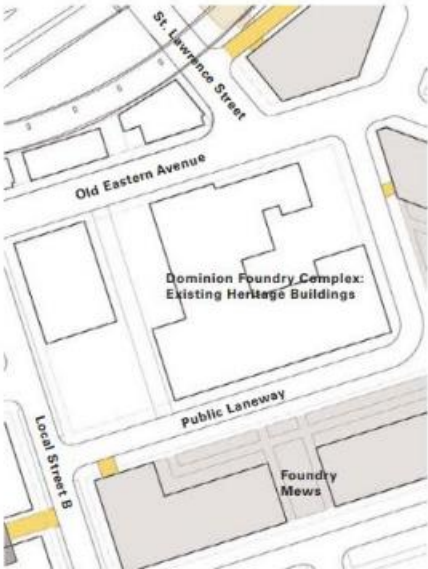 St. Lawrence Street
Old Eastern Avenue
Dominion Foundry Complex:
Existing Heritage Buildings
Public Laneway
Local Street B
Foundry
Mews